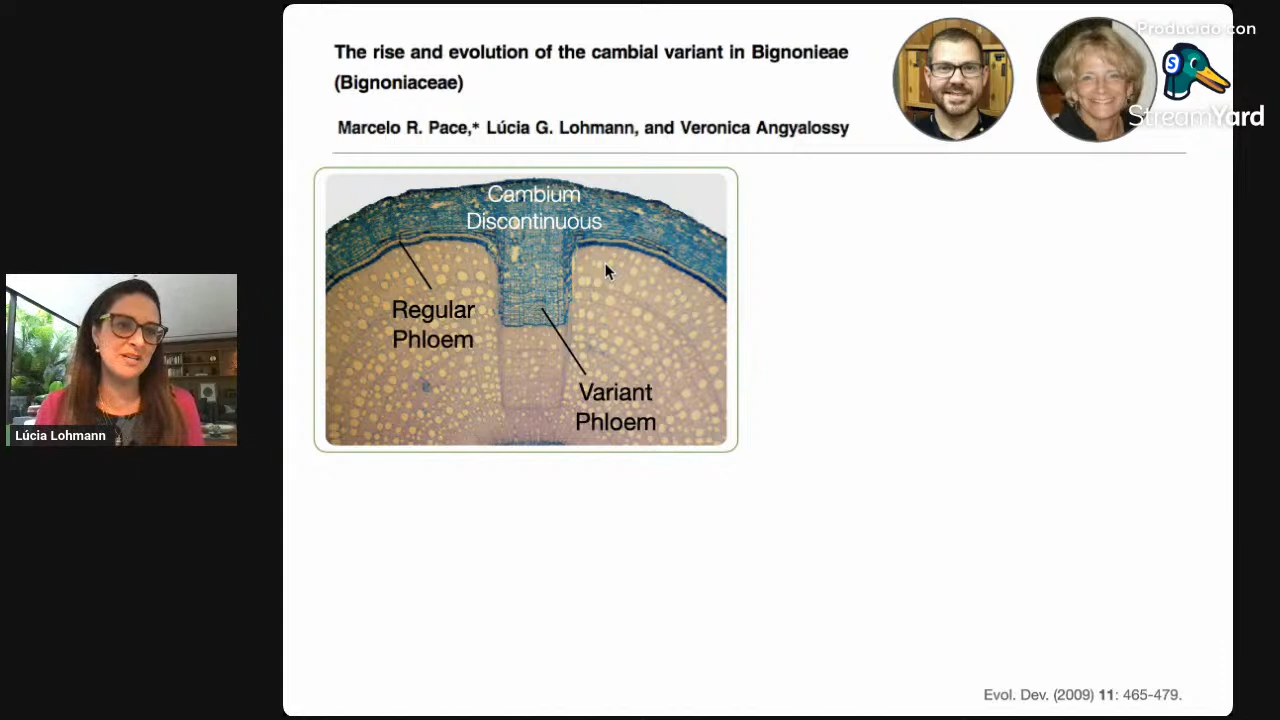 The rise and evolution of the cambial variant in Bignonieae
(Bignoniaceae)
Marcelo R. Pace,* Lúcia G. Lohmann, and Veronica Angyalossy
Producido con
S
StreamYard
Cambium
Discontinuous
Regular
Phloem
Variant
Phloem
Lúcia Lohmann
Evol. Dev. (2009) 11: 465-479.